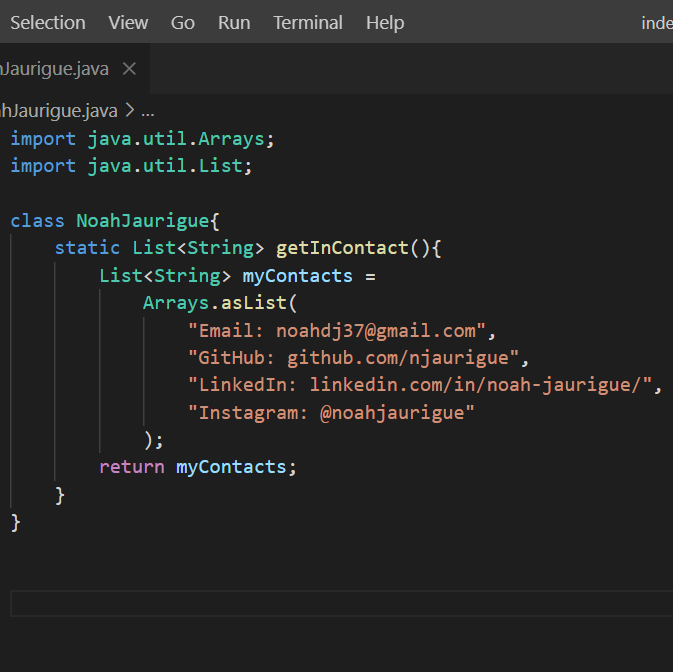 Selection View Go Run Terminal Help inde
hJaurigue.java ×
ahJaurigue.java > ...
import java.util.Arrays;
import java.util.List;
class NoahJaurigue{
static List<String> getInContact(){
List<String> myContacts =
Arrays.asList(
"Email: noahdj37@gmail.com",
"GitHub: github.com/njaurigue",
"LinkedIn: linkedin.com/in/noah-jaurigue/",
"Instagram: @noahjaurigue"
);
return myContacts;
}
}